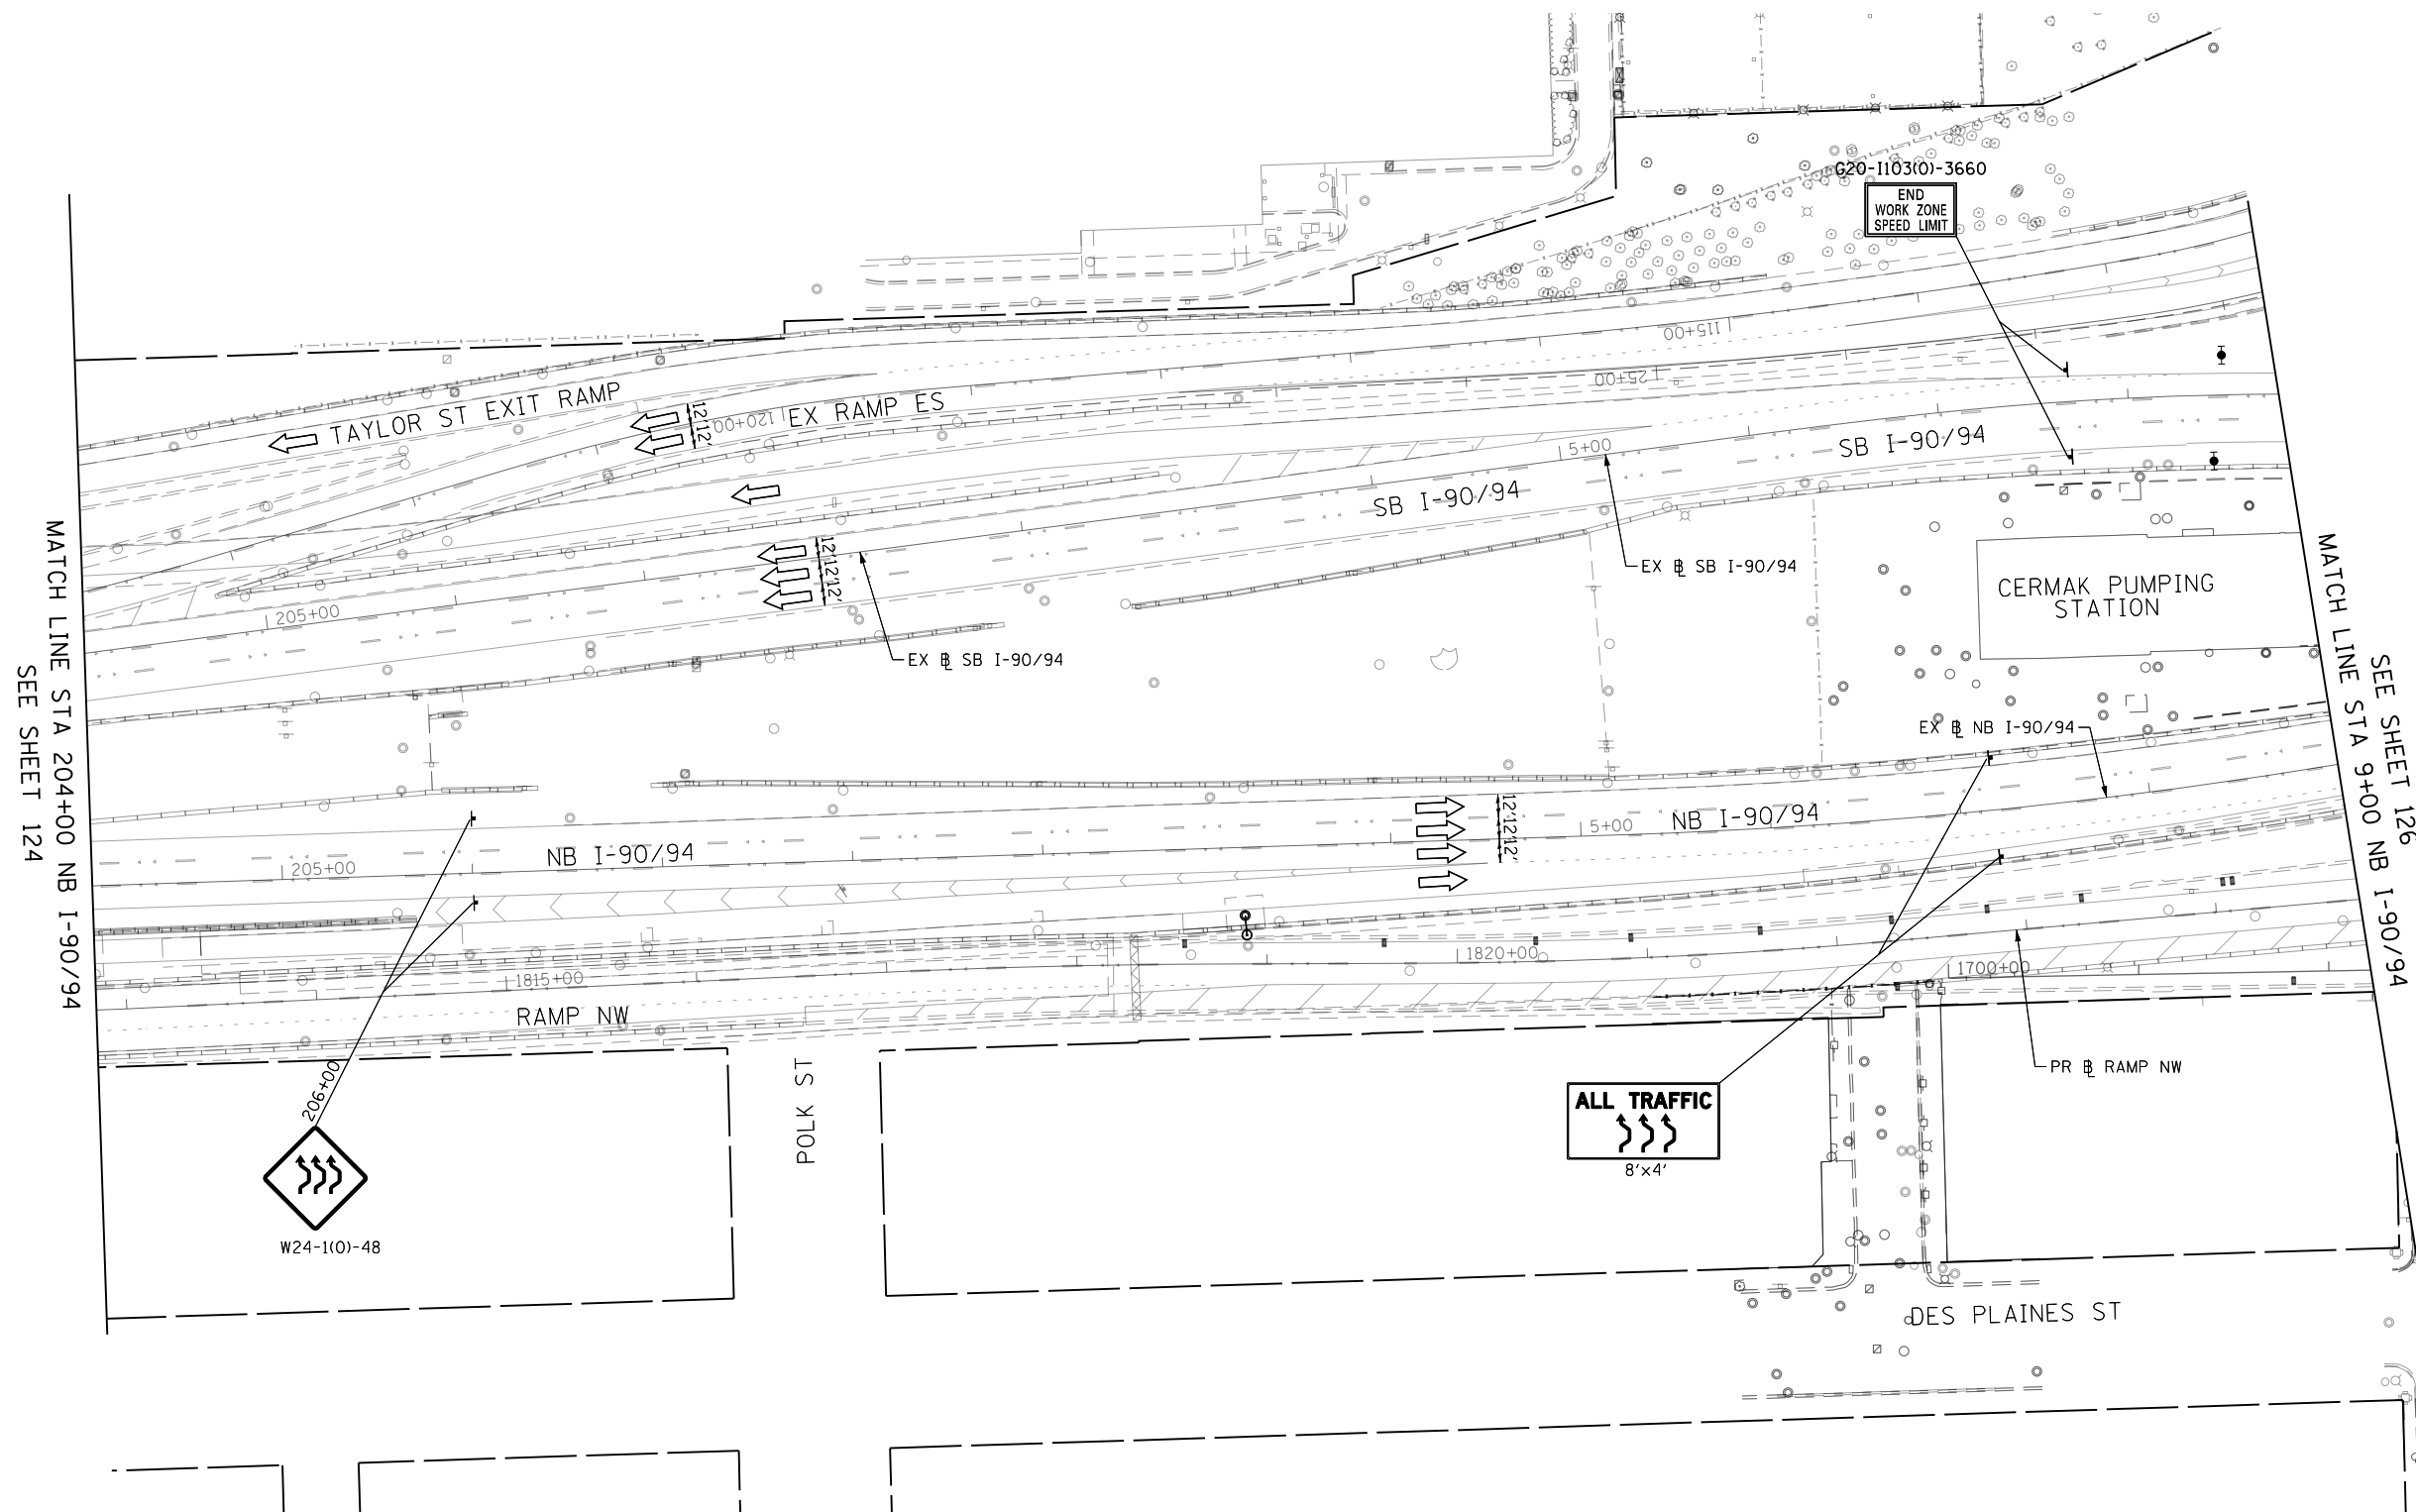 G20-I103(0)-3660
END
WORK ZONE
SPEED LIMIT
115+00
125+00
TAYLOR ST EXIT RAMP
12'12'
120+00
EX RAMP ES
5+00
SB I-90/94
SB I-90/94
12'12'12'
EX BL SB I-90/94
EX BL SB I-90/94
205+00
CERMAK PUMPING
STATION
MATCH LINE STA 204+00 NB I-90/94
SEE SHEET 124
SEE SHEET 126
MATCH LINE STA 9+00 NB I-90/94
EX BL NB I-90/94
12'12'12'
5+00
NB I-90/94
NB I-90/94
205+00
1815+00
1820+00
1700+00
RAMP NW
PR BL RAMP NW
206+00
W24-1(0)-48
POLK ST
ALL TRAFFIC
8'x4'
DES PLAINES ST